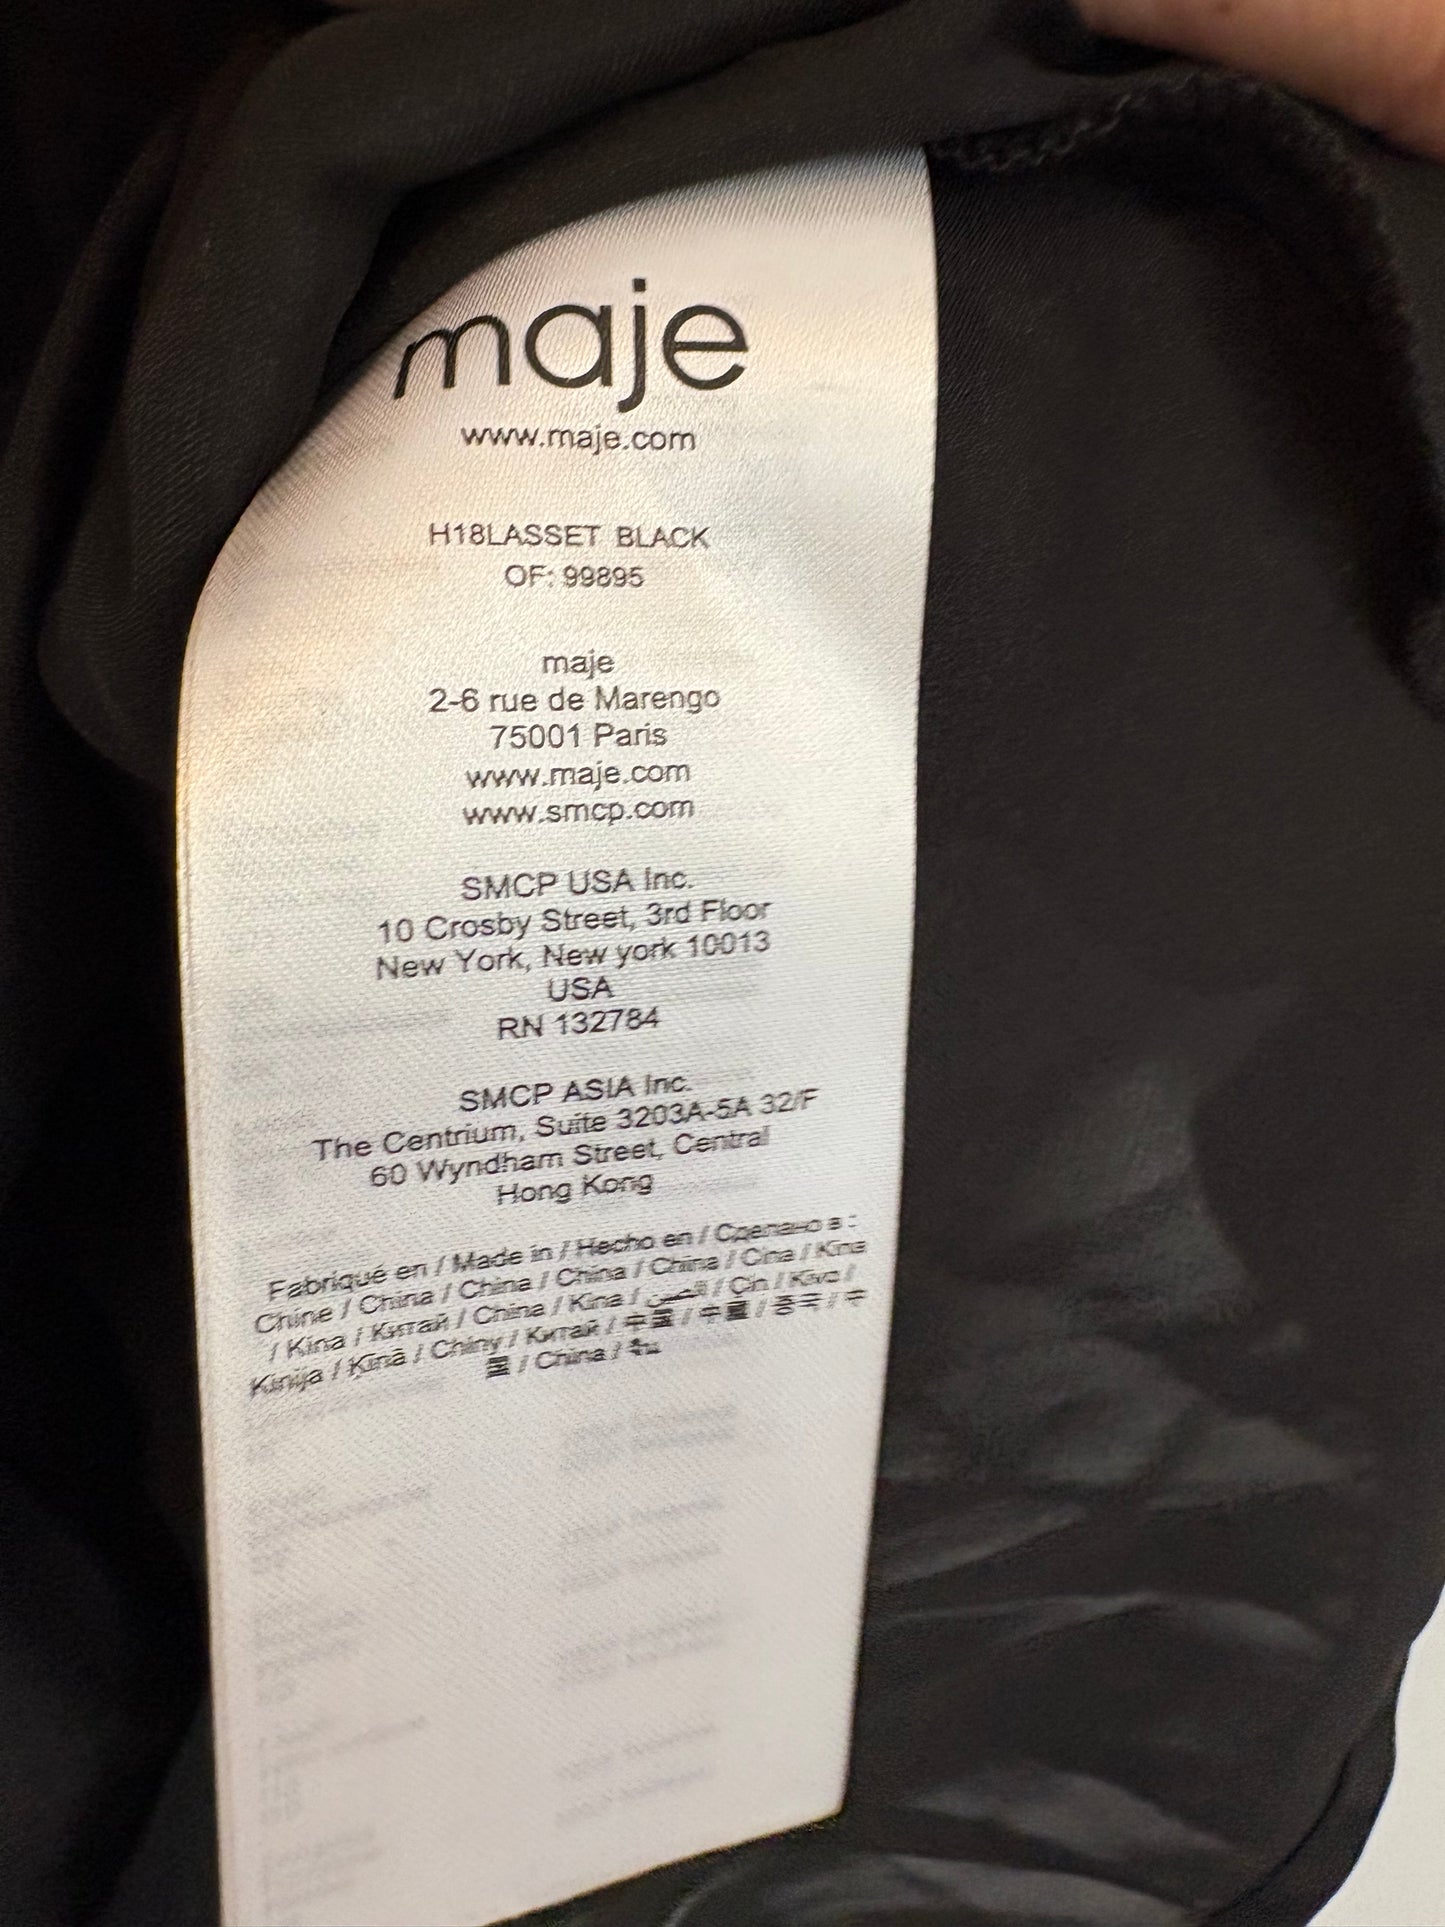 maje
www.maje.com
H18LASSET BLACK
OF: 99895
maje
2-6 rue de Marengo
75001 Paris
www.maje.com
www.smcp.com
SMCP USA Inc.
10 Crosby Street, 3rd Floor
New York, New york 10013
USA
RN 132784
SMCP ASIA Inc.
The Centrium, Suite 3203A-5A 32/F
60 Wyndham Street, Central
Hong Kong
Fabriqué en / Made in / Hecho en / Сделано в :
Chine / China / China / China / China / Cina / Kina
/ Kina / Китай / China / Kina / الصين / Çin / Κίνα /
Kinija / Ķīnā / Chiny / Китай / 中国 / 中國 / 중국 / 中
国 / China / จีน